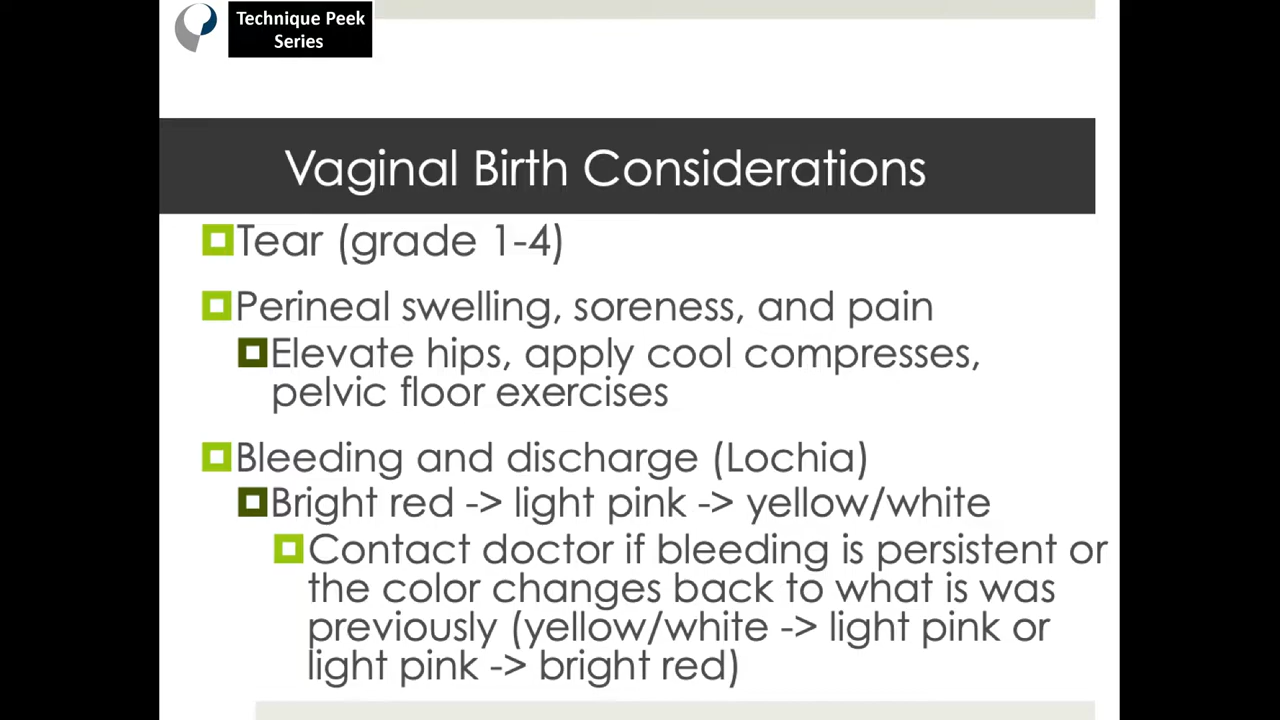 Technique Peek
Series
Vaginal Birth Considerations
Tear (grade 1-4)
Perineal swelling, soreness, and pain
Elevate hips, apply cool compresses,
pelvic floor exercises
Bleeding and discharge (Lochia)
Bright red -> light pink -> yellow/white
Contact doctor if bleeding is persistent or
the color changes back to what is was
previously (yellow/white -> light pink or
light pink -> bright red)